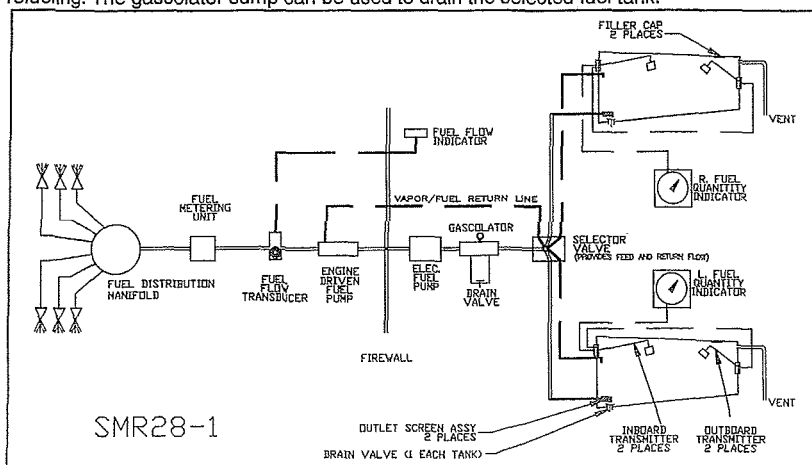 refueling. The gascolator sump can be used to drain the selected fuel tank.
FILLER CAP
2 PLACES
VENT
FUEL FLOW
INDICATOR
R. FUEL
QUANTITY
INDICATOR
FUEL
METERING
UNIT
VAPOR/FUEL RETURN LINE
GASCOLATOR
SELECTOR
VALVE
(PROVIDES FEED AND RETURN FLOW)
FUEL DISTRIBUTION
MANIFOLD
FUEL
FLOW
TRANSDUCER
ENGINE
DRIVEN
FUEL
PUMP
ELEC.
FUEL
PUMP
DRAIN
VALVE
L. FUEL
QUANTITY
INDICATOR
FIREWALL
VENT
SMR28-1
OUTLET SCREEN ASSY
2 PLACES
DRAIN VALVE (1 EACH TANK)
INBOARD
TRANSMITTER
2 PLACES
OUTBOARD
TRANSMITTER
2 PLACES